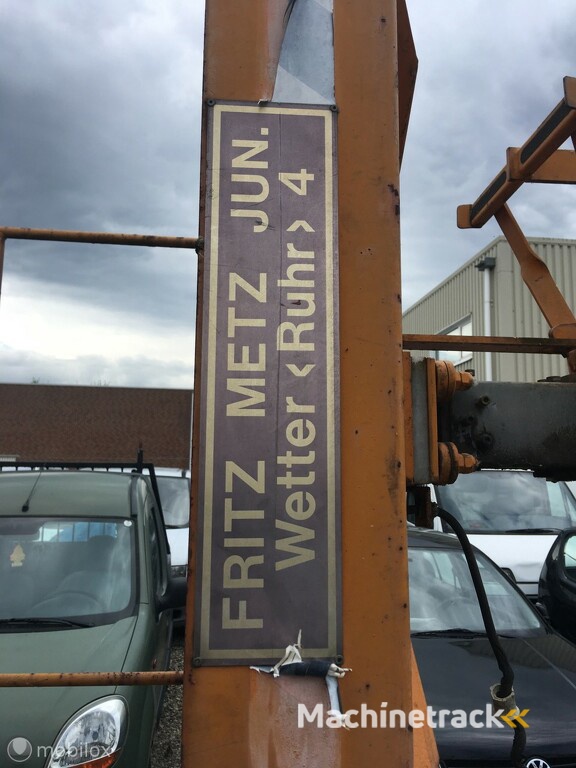 FRITZ METZ JUN.
Wetter <Ruhr> 4
Machinetrack
mobilox